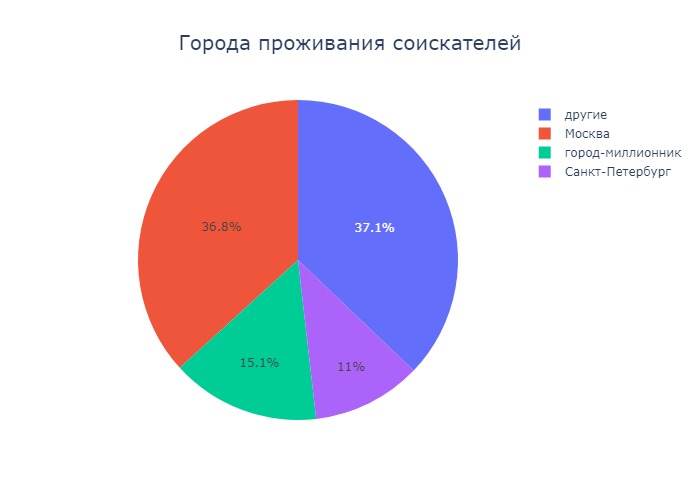 Города проживания соискателей
другие
Москва
город-миллионник
Санкт-Петербург
36.8%
37.1%
15.1%
11%